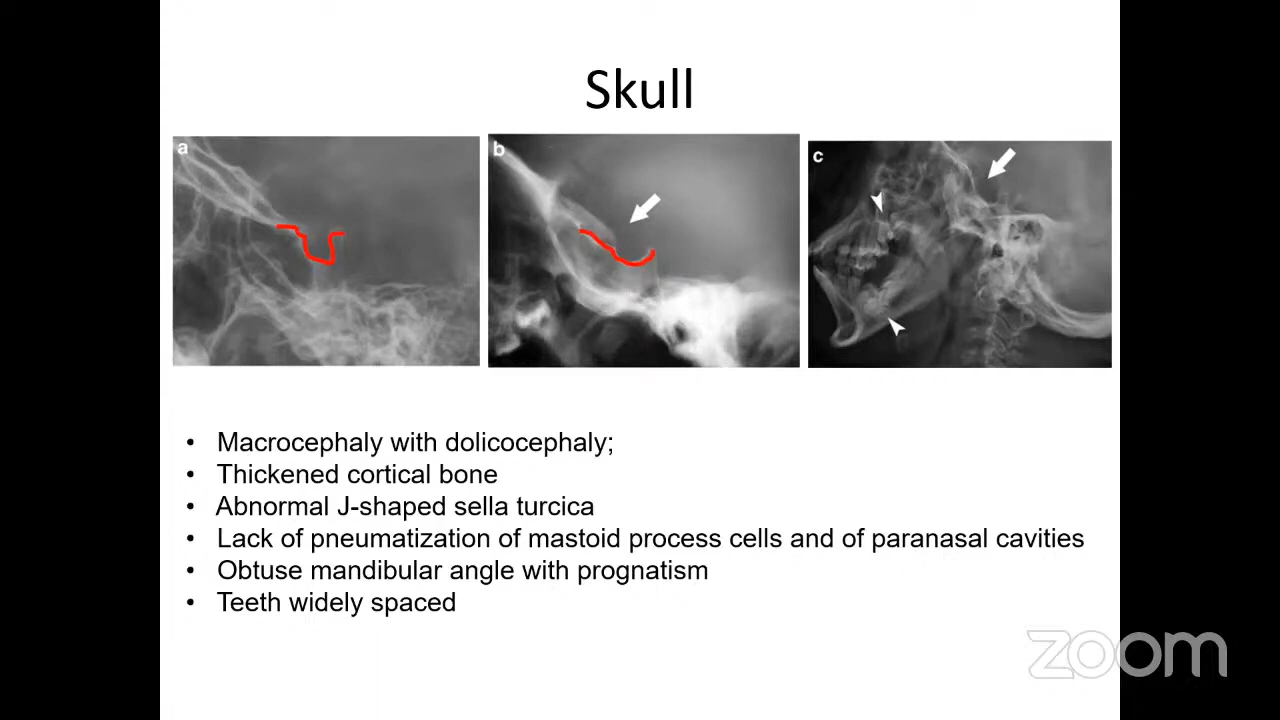 Skull
a
b
c
• Macrocephaly with dolicocephaly;
• Thickened cortical bone
• Abnormal J-shaped sella turcica
• Lack of pneumatization of mastoid process cells and of paranasal cavities
• Obtuse mandibular angle with prognatism
• Teeth widely spaced
zoom